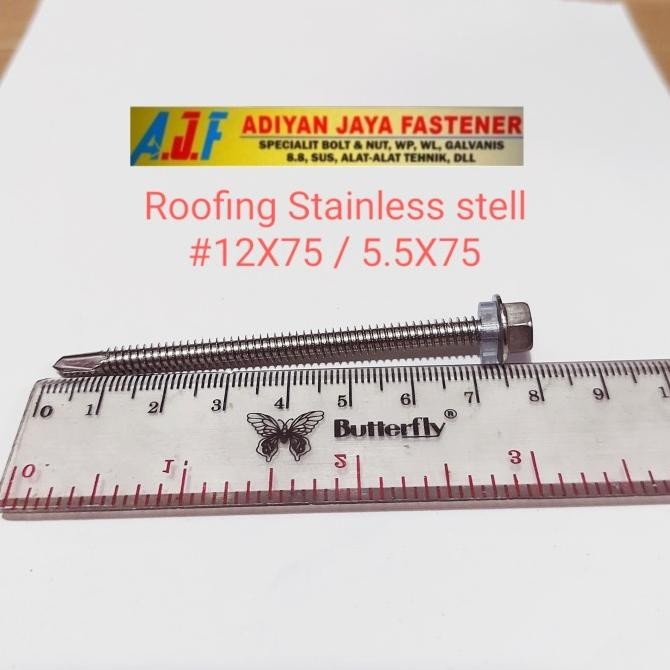 A.J.F
ADIYAN JAYA FASTENER
SPECIALIT BOLT & NUT, WP, WL, GALVANIS
8.8, SUS, ALAT-ALAT TEHNIK, DLL
Roofing Stainless stell
#12X75 / 5.5X75
0 1 2 3 4 5 6 7 8 9
Butterfly®
0 1 2 3